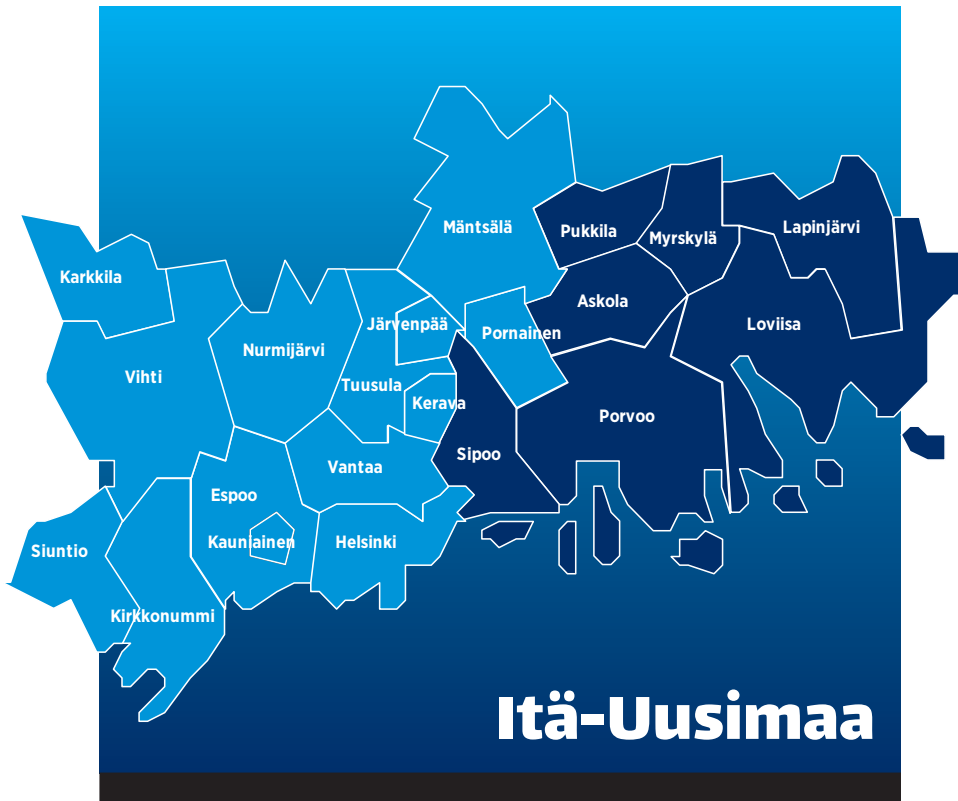 Mäntsälä
Pukkila
Myrskylä
Lapinjärvi
Karkkila
Askola
Järvenpää
Pornainen
Loviisa
Nurmijärvi
Vihti
Tuusula
Kerava
Porvoo
Sipoo
Vantaa
Espoo
Kauniainen
Helsinki
Siuntio
Kirkkonummi
Itä-Uusimaa